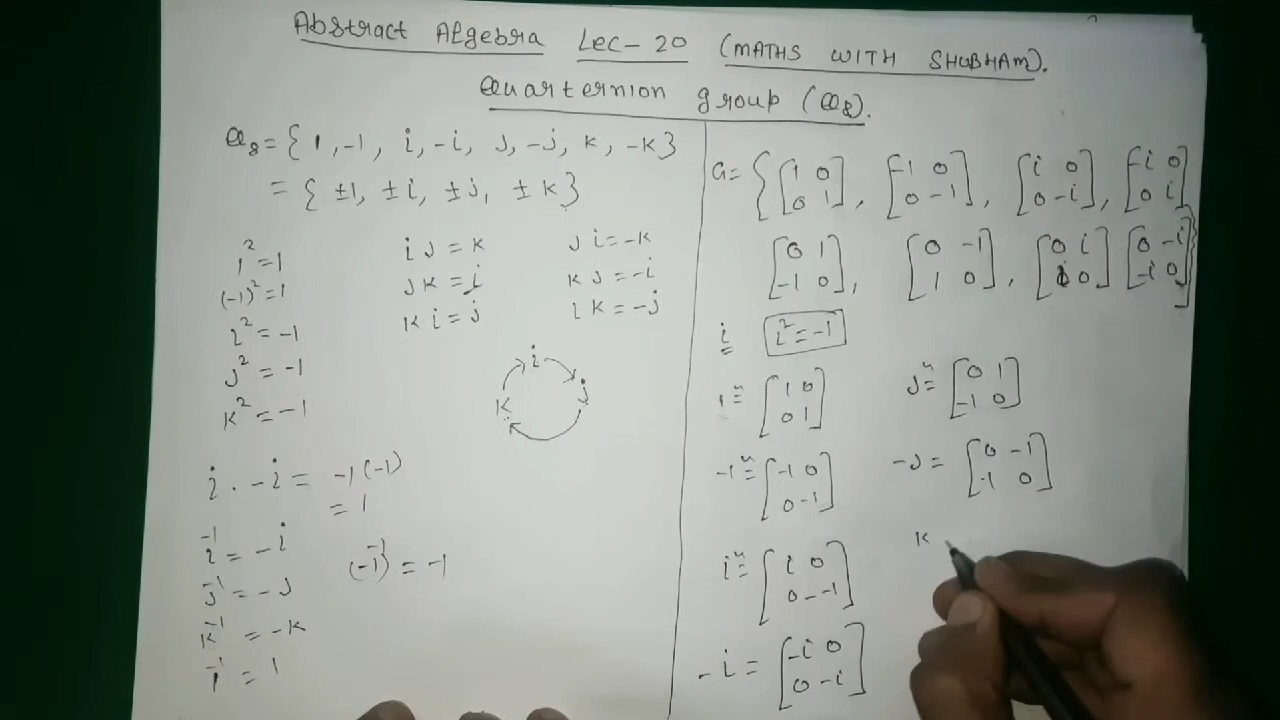 Abstract Algebra Lec-20 (MATHS WITH SHUBHAM).
Quarternion group (Q8).
Q8 = {1, -1, i, -i, j, -j, k, -k}
= {±1, ±i, ±j, ±k}
1² = 1
(-1)² = 1
i² = -1
j² = -1
k² = -1
ij = k
jk = i
ki = j
ji = -k
kj = -i
ik = -j
i
k j
i . -i = -1(-1)
= 1
i⁻¹ = -i
j⁻¹ = -j
k⁻¹ = -k
1⁻¹ = 1
(-1)⁻¹ = -1
G = { [1 0
0 1], [-1 0
0 -1], [i 0
0 -i], [-i 0
0 i]
[0 1
-1 0], [0 -1
1 0], [0 i
i 0] [0 -i
-i 0] }
i i² = -1
1 = [1 0
0 1]
-1 = [-1 0
0 -1]
i = [i 0
0 -i]
-i = [-i 0
0 -i]
j = [0 1
-1 0]
-j = [0 -1
-1 0]
k